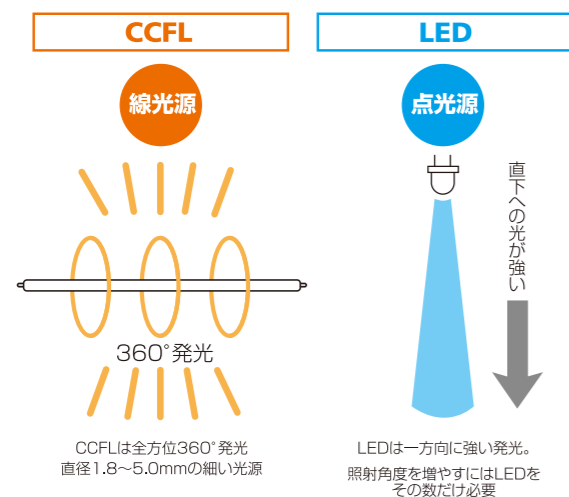 CCFL
線光源
360°発光
CCFLは全方位360°発光
直径1.8〜5.0mmの細い光源
LED
点光源
直下への光が強い
LEDは一方向に強い発光。
照射角度を増やすにはLEDを
その数だけ必要